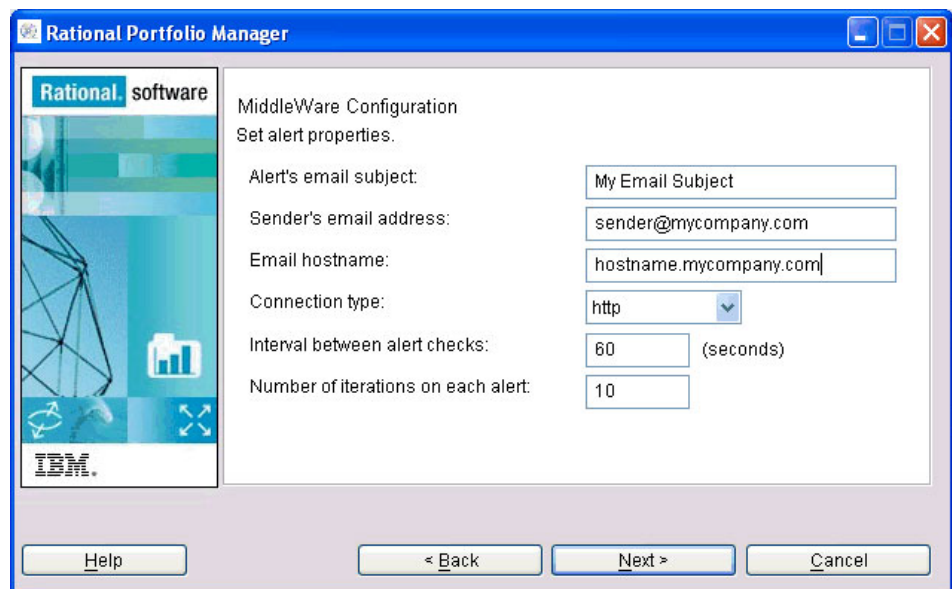 Rational Portfolio Manager
Rational. software
MiddleWare Configuration
Set alert properties.
Alert's email subject: My Email Subject
Sender's email address: sender@mycompany.com
Email hostname: hostname.mycompany.com
Connection type: http
Interval between alert checks: 60 (seconds)
Number of iterations on each alert: 10
IBM.
Help < Back Next > Cancel